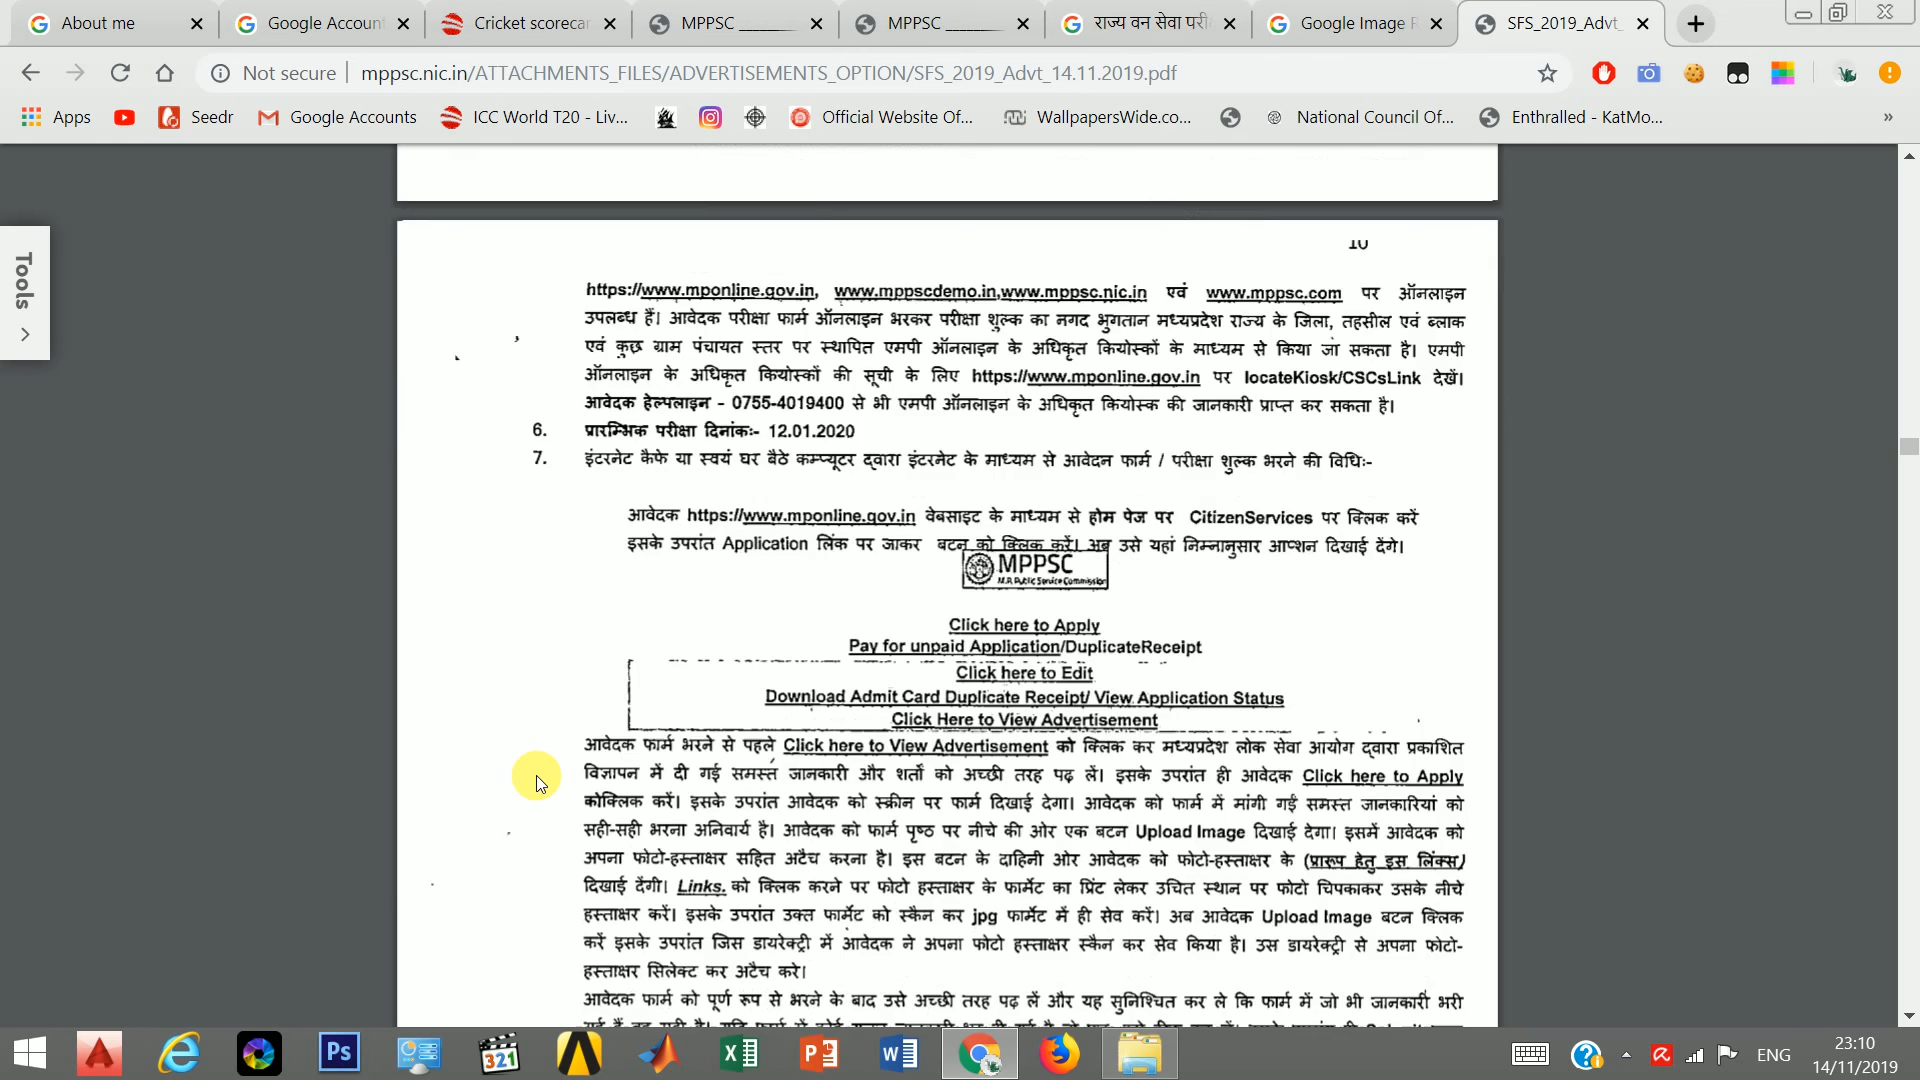 About me
Google Accoun
Cricket scorecar
MPPSC ______
MPPSC ______
राज्य वन सेवा परी
Google Image R
SFS_2019_Advt_
Not secure
mppsc.nic.in/ATTACHMENTS_FILES/ADVERTISEMENTS_OPTION/SFS_2019_Advt_14.11.2019.pdf
Apps
Seedr
Google Accounts
ICC World T20 - Liv...
Official Website Of...
WallpapersWide.co...
National Council Of...
Enthralled - KatMo...
»
Tools
10
https://www.mponline.gov.in, www.mppscdemo.in,www.mppsc.nic.in एवं www.mppsc.com पर ऑनलाइन
उपलब्ध हैं। आवेदक परीक्षा फार्म ऑनलाइन भरकर परीक्षा शुल्क का नगद भुगतान मध्यप्रदेश राज्य के जिला, तहसील एवं ब्लाक
एवं कुछ ग्राम पंचायत स्तर पर स्थापित एमपी ऑनलाइन के अधिकृत कियोस्कों के माध्यम से किया जा सकता है। एमपी
ऑनलाइन के अधिकृत कियोस्कों की सूची के लिए https://www.mponline.gov.in पर locateKiosk/CSCsLink देखें।
आवेदक हेल्पलाइन - 0755-4019400 से भी एमपी ऑनलाइन के अधिकृत कियोस्क की जानकारी प्राप्त कर सकता है।
6. प्रारम्भिक परीक्षा दिनांकः- 12.01.2020
7. इंटरनेट कैफे या स्वयं घर बैठे कम्प्यूटर द्वारा इंटरनेट के माध्यम से आवेदन फार्म / परीक्षा शुल्क भरने की विधिः-
आवेदक https://www.mponline.gov.in वेबसाइट के माध्यम से होम पेज पर CitizenServices पर क्लिक करें
इसके उपरांत Application लिंक पर जाकर बटन को क्लिक करें। अब उसे यहां निम्नानुसार आप्शन दिखाई देंगे।
MPPSC
M.P. Public Service Commission
Click here to Apply
Pay for unpaid Application/DuplicateReceipt
Click here to Edit
Download Admit Card Duplicate Receipt/ View Application Status
Click Here to View Advertisement
आवेदक फार्म भरने से पहले Click here to View Advertisement को क्लिक कर मध्यप्रदेश लोक सेवा आयोग द्वारा प्रकाशित
विज्ञापन में दी गई समस्त जानकारी और शर्तों को अच्छी तरह पढ़ लें। इसके उपरांत ही आवेदक Click here to Apply
कोक्लिक करें। इसके उपरांत आवेदक को स्क्रीन पर फार्म दिखाई देगा। आवेदक को फार्म में मांगी गई समस्त जानकारियां को
सही-सही भरना अनिवार्य है। आवेदक को फार्म पृष्ठ पर नीचे की ओर एक बटन Upload Image दिखाई देगा। इसमें आवेदक को
अपना फोटो-हस्ताक्षर सहित अटैच करना है। इस बटन के दाहिनी ओर आवेदक को फोटो-हस्ताक्षर के (प्रारूप हेतु इस लिंक्स)
दिखाई देंगी। Links. को क्लिक करने पर फोटो हस्ताक्षर के फार्मेट का प्रिंट लेकर उचित स्थान पर फोटो चिपकाकर उसके नीचे
हस्ताक्षर करें। इसके उपरांत उक्त फार्मेट को स्कैन कर jpg फार्मेट में ही सेव करें। अब आवेदक Upload Image बटन क्लिक
करें इसके उपरांत जिस डायरेक्ट्री में आवेदक ने अपना फोटो हस्ताक्षर स्कैन कर सेव किया है। उस डायरेक्ट्री से अपना फोटो-
हस्ताक्षर सिलेक्ट कर अटैच करे।
आवेदक फार्म को पूर्ण रूप से भरने के बाद उसे अच्छी तरह पढ़ लें और यह सुनिश्चित कर ले कि फार्म में जो भी जानकारी भरी
Ps
321
ENG
23:10
14/11/2019